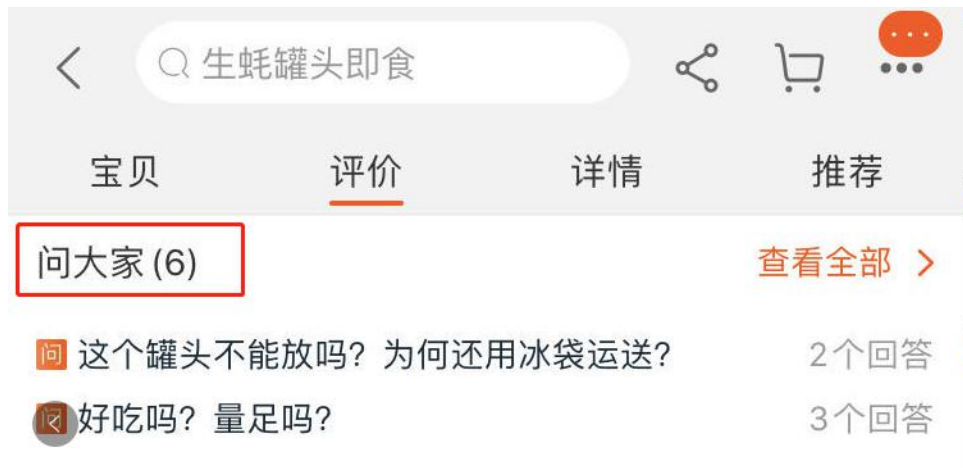 生蚝罐头即食
宝贝 评价 详情 推荐
问大家(6) 查看全部
问 这个罐头不能放吗？为何还用冰袋运送？ 2个回答
问 好吃吗？量足吗？ 3个回答